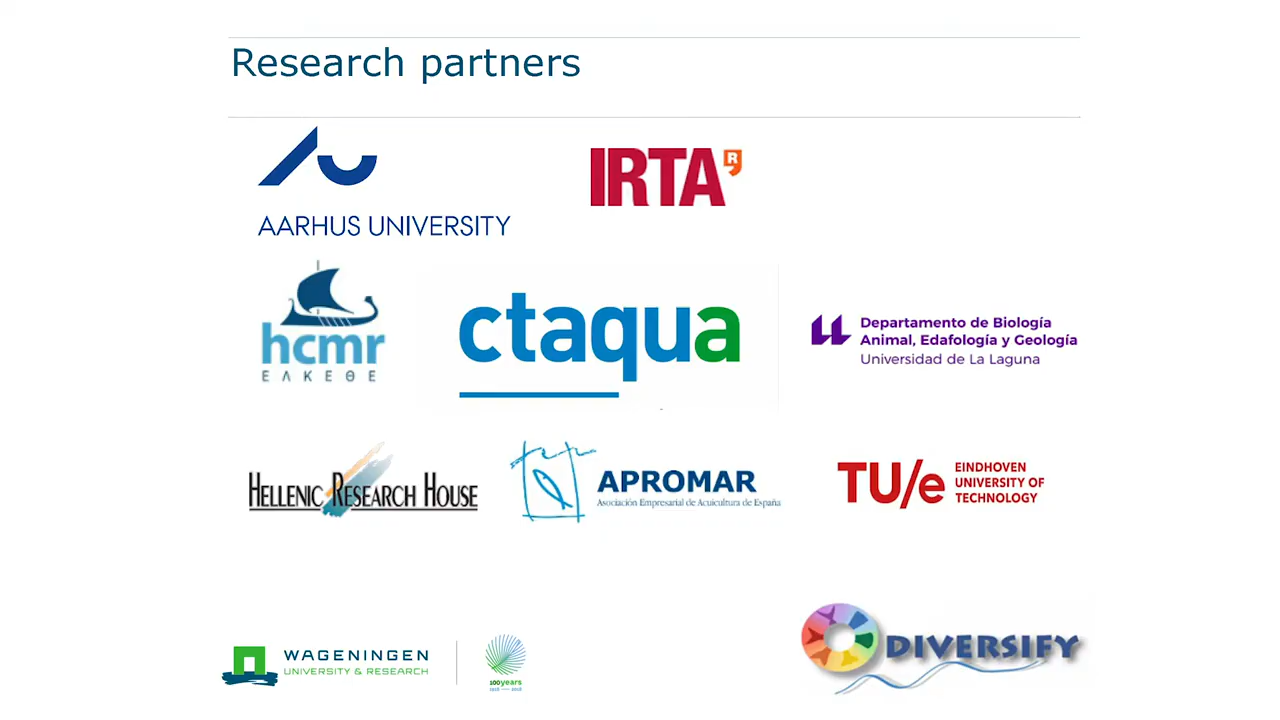 Research partners
AARHUS UNIVERSITY
IRTA R
hcmr
ΕΛΚΕΘΕ
ctaqua
Departamento de Biología
Animal, Edafología y Geología
Universidad de La Laguna
HELLENIC RESEARCH HOUSE
APROMAR
Asociación Empresarial de Acuicultura de España
TU/e
EINDHOVEN
UNIVERSITY OF
TECHNOLOGY
WAGENINGEN
UNIVERSITY & RESEARCH
100years
1918 — 2018
DIVERSIFY